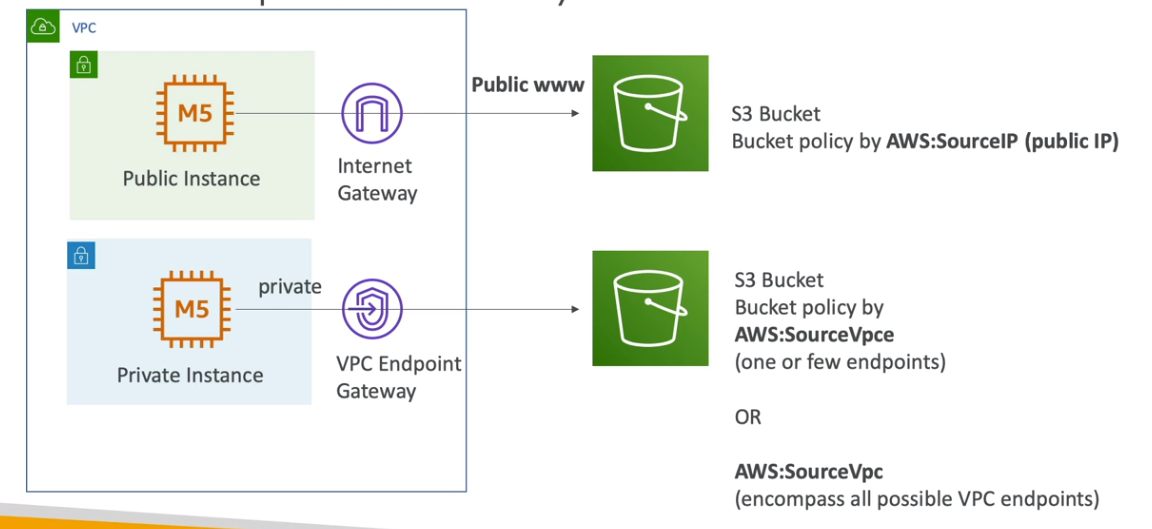 VPC
M5
Public Instance
Internet
Gateway
Public www
S3 Bucket
Bucket policy by AWS:SourceIP (public IP)
M5
Private Instance
private
VPC Endpoint
Gateway
S3 Bucket
Bucket policy by
AWS:SourceVpce
(one or few endpoints)
OR
AWS:SourceVpc
(encompass all possible VPC endpoints)